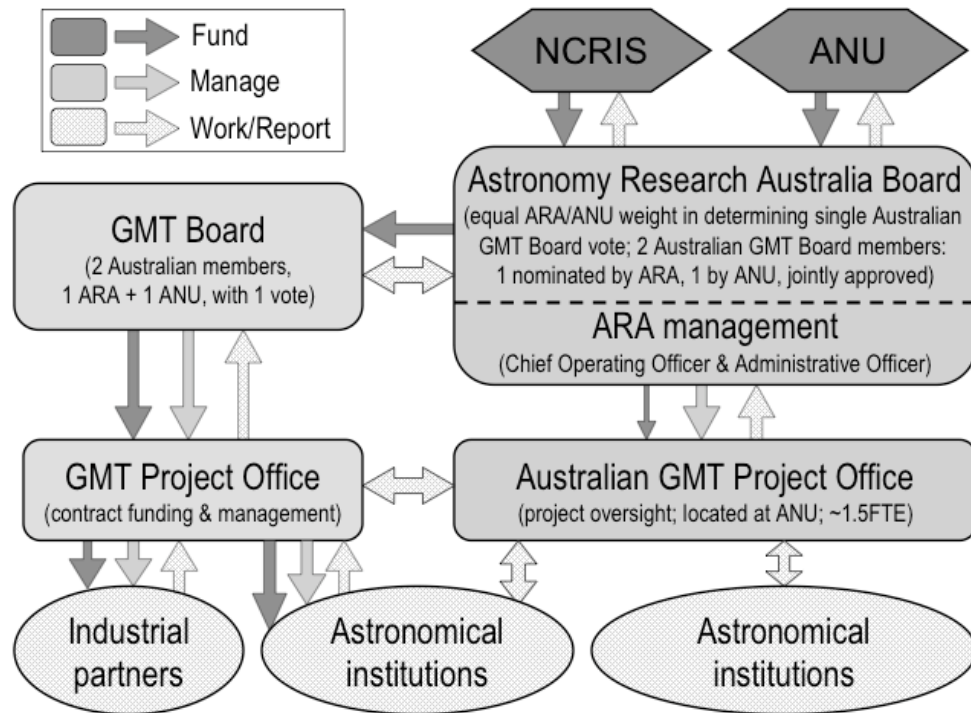 Fund
Manage
Work/Report
NCRIS
ANU
Astronomy Research Australia Board
(equal ARA/ANU weight in determining single Australian
GMT Board vote; 2 Australian GMT Board members:
1 nominated by ARA, 1 by ANU, jointly approved)
ARA management
(Chief Operating Officer & Administrative Officer)
GMT Board
(2 Australian members,
1 ARA + 1 ANU, with 1 vote)
GMT Project Office
(contract funding & management)
Australian GMT Project Office
(project oversight; located at ANU; ~1.5FTE)
Industrial
partners
Astronomical
institutions
Astronomical
institutions